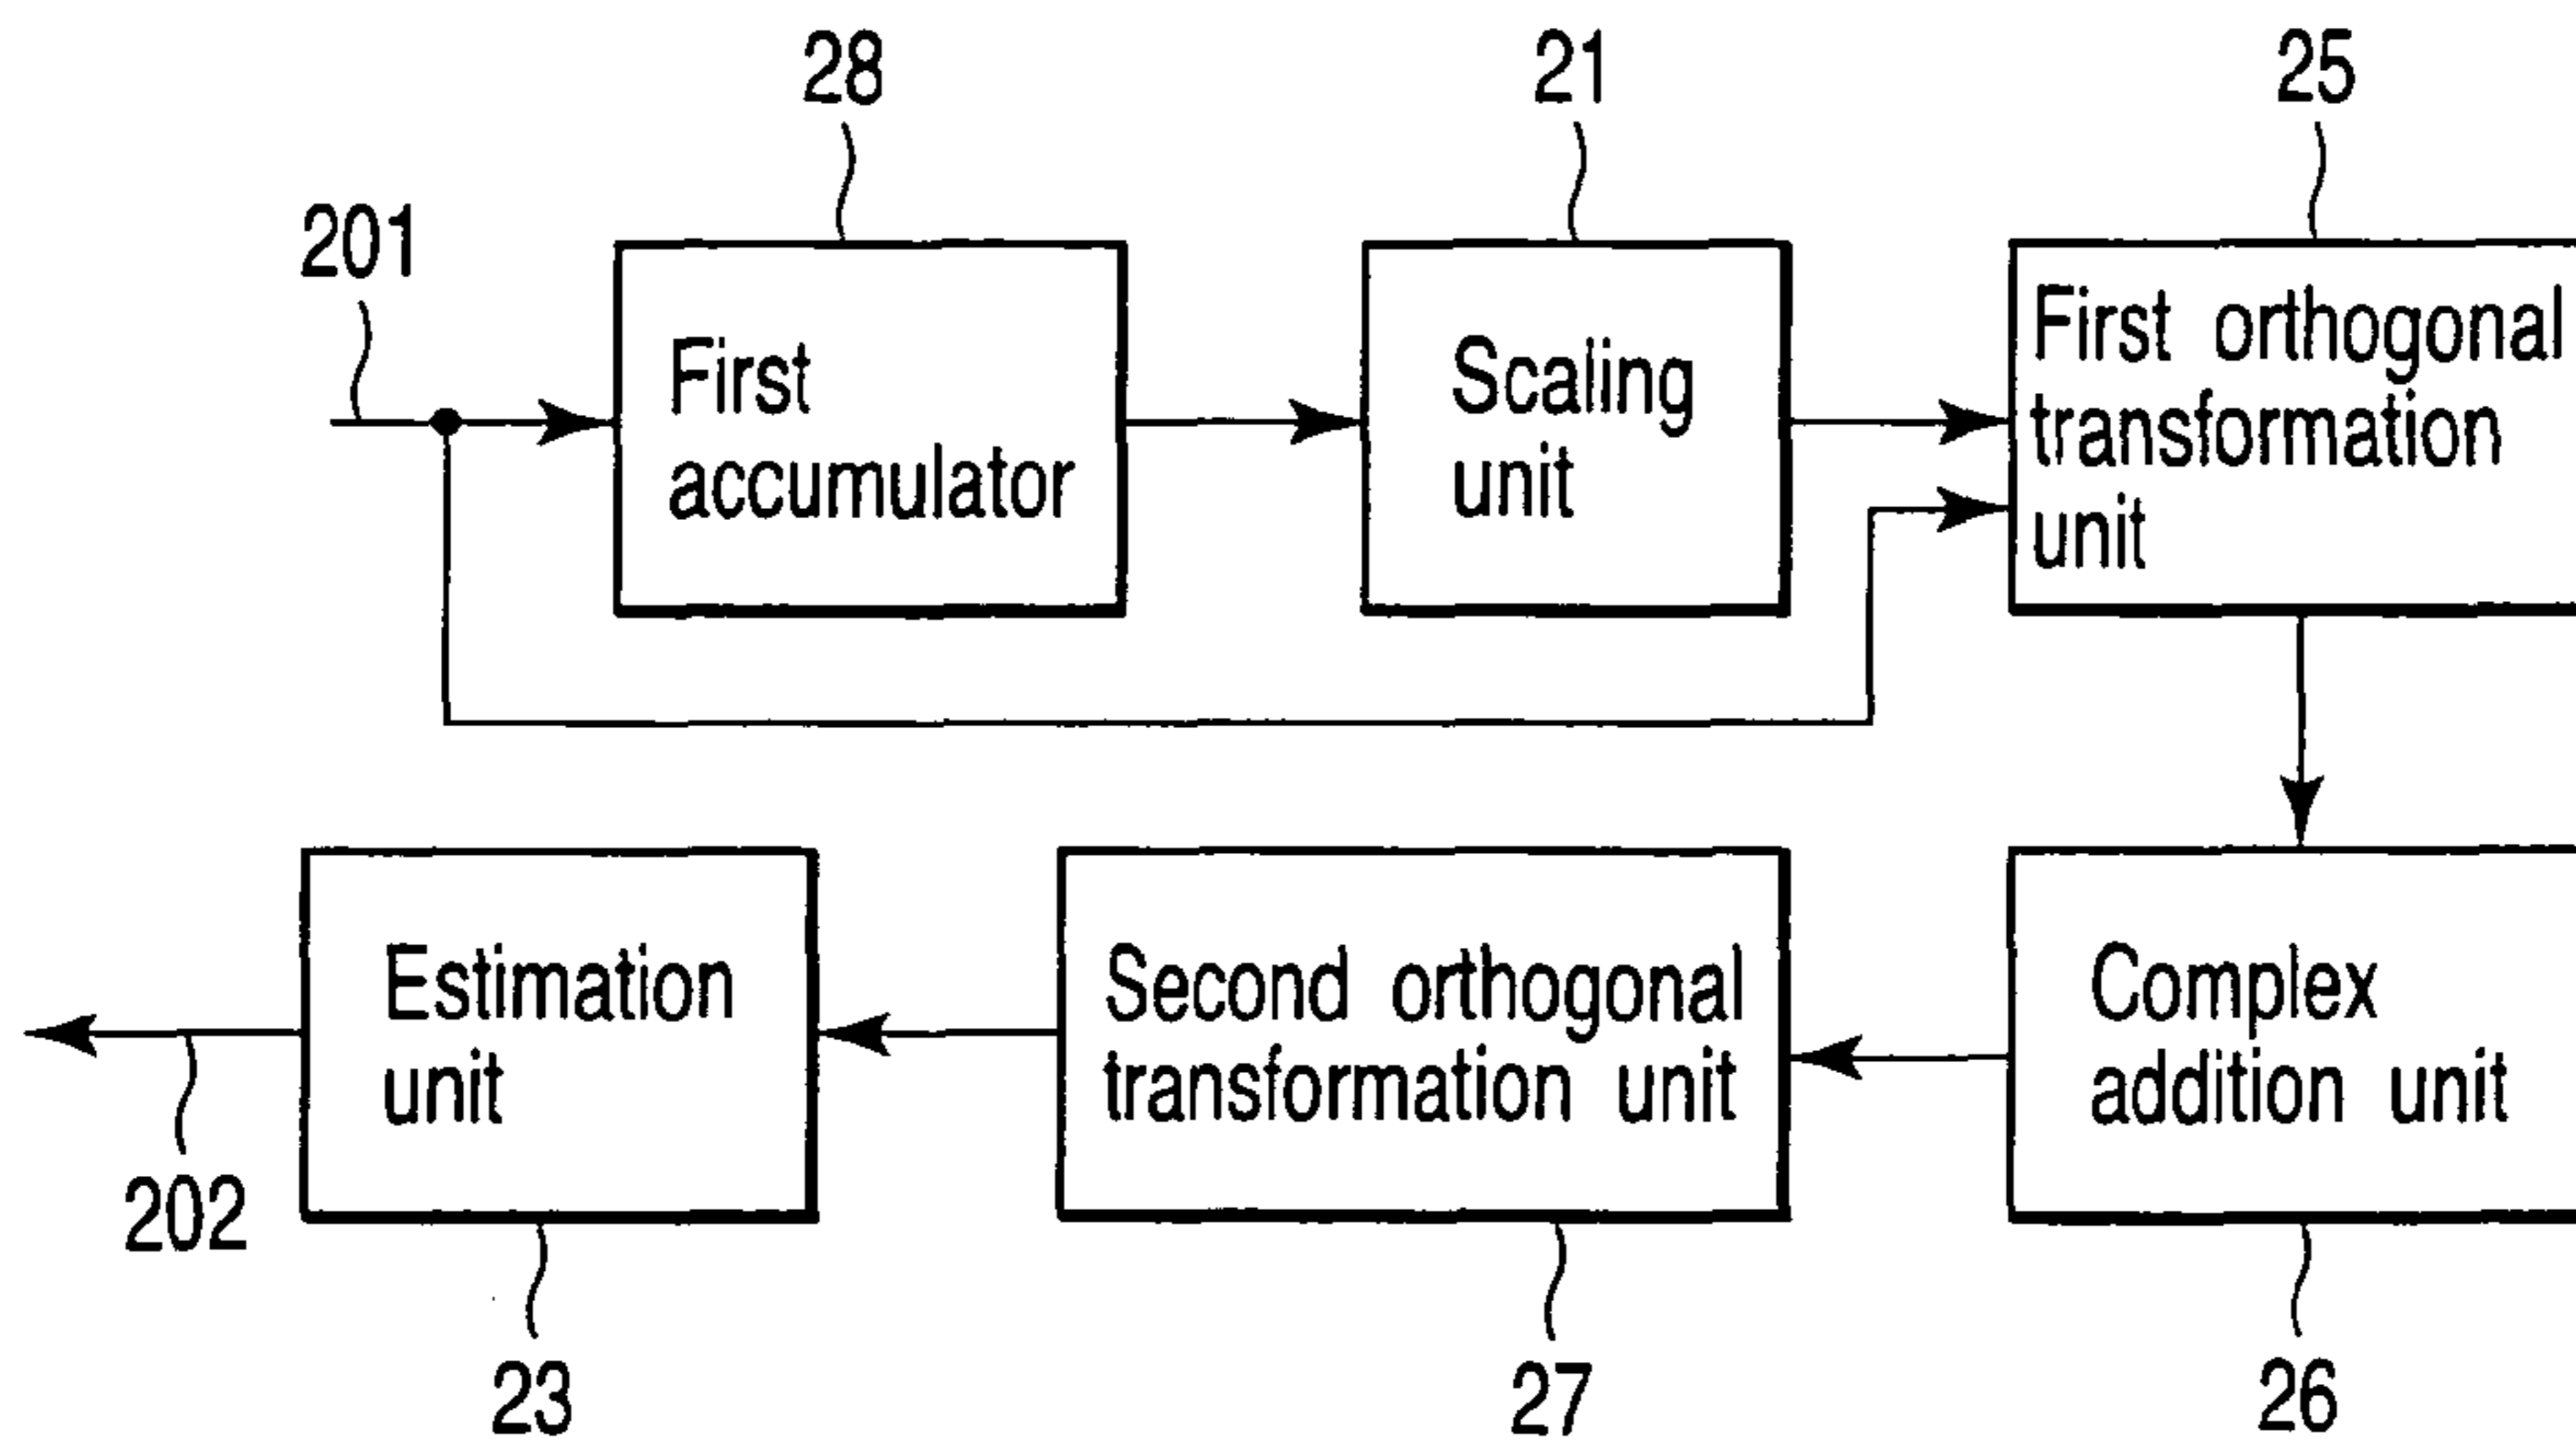 28
21
25
201
First
accumulator
Scaling
unit
First orthogonal
transformation
unit
Estimation
unit
Second orthogonal
transformation unit
Complex
addition unit
202
23
27
26